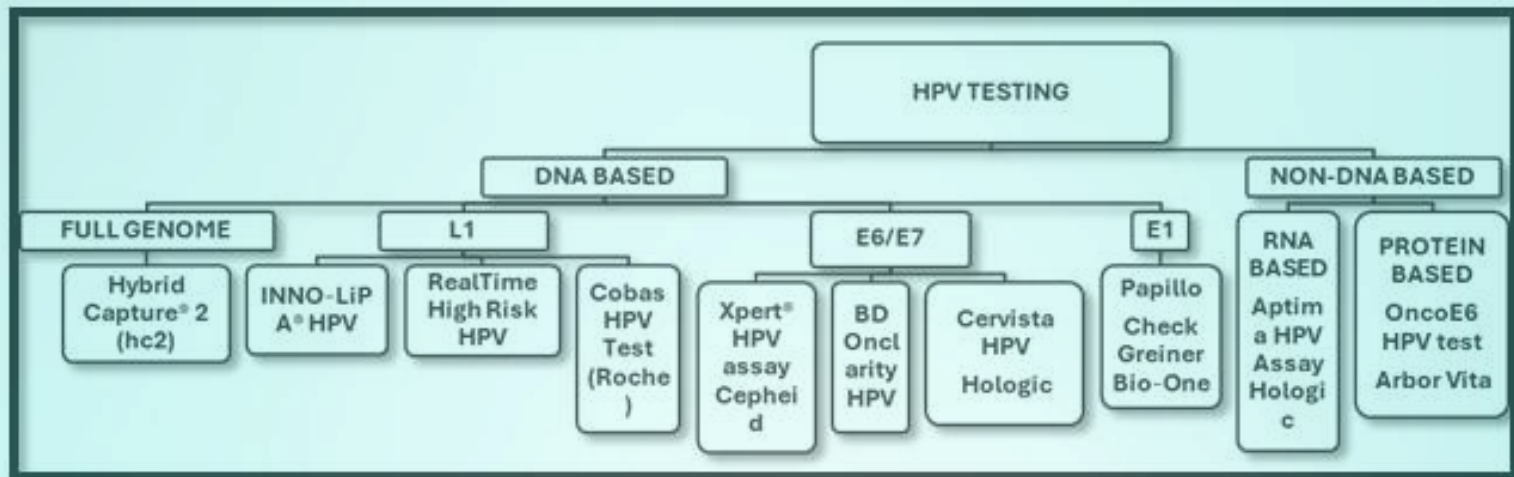 HPV TESTING
DNA BASED
NON-DNA BASED
FULL GENOME
L1
E6/E7
E1
Hybrid
Capture® 2
(hc2)
INNO-LiP
A® HPV
RealTime
High Risk
HPV
Cobas
HPV
Test
(Roche
)
Xpert®
HPV
assay
Cephei
d
BD
Oncl
arity
HPV
Cervista
HPV
Hologic
Papillo
Check
Greiner
Bio-One
RNA
BASED
Aptim
a HPV
Assay
Hologi
c
PROTEIN
BASED
OncoE6
HPV test
Arbor Vita